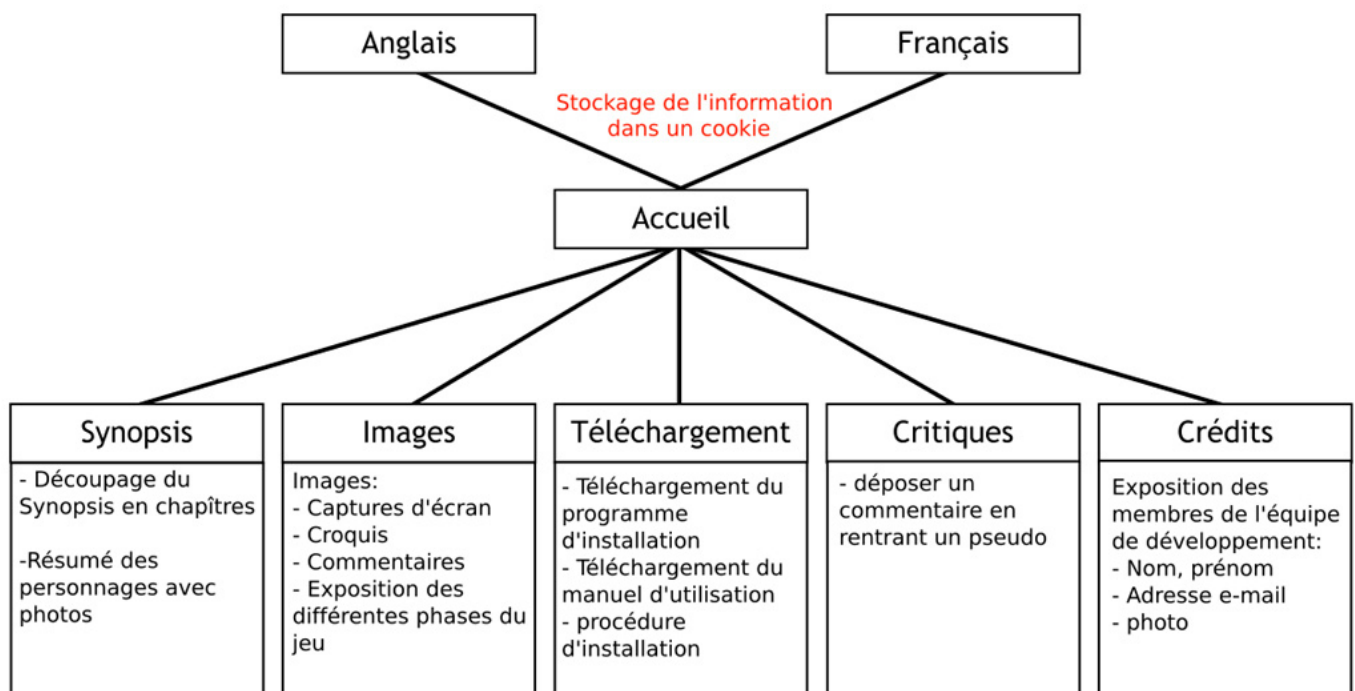 Anglais
Français
Stockage de l'information
dans un cookie
Accueil
Synopsis
- Découpage du
Synopsis en chapîtres
-Résumé des
personnages avec
photos
Images
Images:
- Captures d'écran
- Croquis
- Commentaires
- Exposition des
différentes phases du
jeu
Téléchargement
- Téléchargement du
programme
d'installation
- Téléchargement du
manuel d'utilisation
- procédure
d'installation
Critiques
- déposer un
commentaire en
rentrant un pseudo
Crédits
Exposition des
membres de l'équipe
de développement:
- Nom, prénom
- Adresse e-mail
- photo